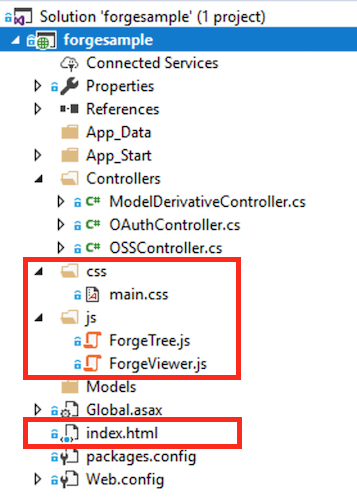 Solution 'forgesample' (1 project)
forgesample
Connected Services
Properties
References
App_Data
App_Start
Controllers
C# ModelDerivativeController.cs
C# OAuthController.cs
C# OSSController.cs
css
main.css
js
ForgeTree.js
ForgeViewer.js
Models
Global.asax
index.html
packages.config
Web.config